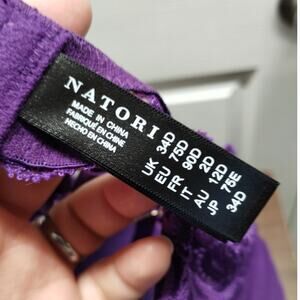 NATORI
MADE IN CHINA
FABRIQUÉ EN CHINE
HECHO EN CHINA
34D
UK 34D
EU 75D
FR 90D
IT 2D
AU 12D
JP 75E